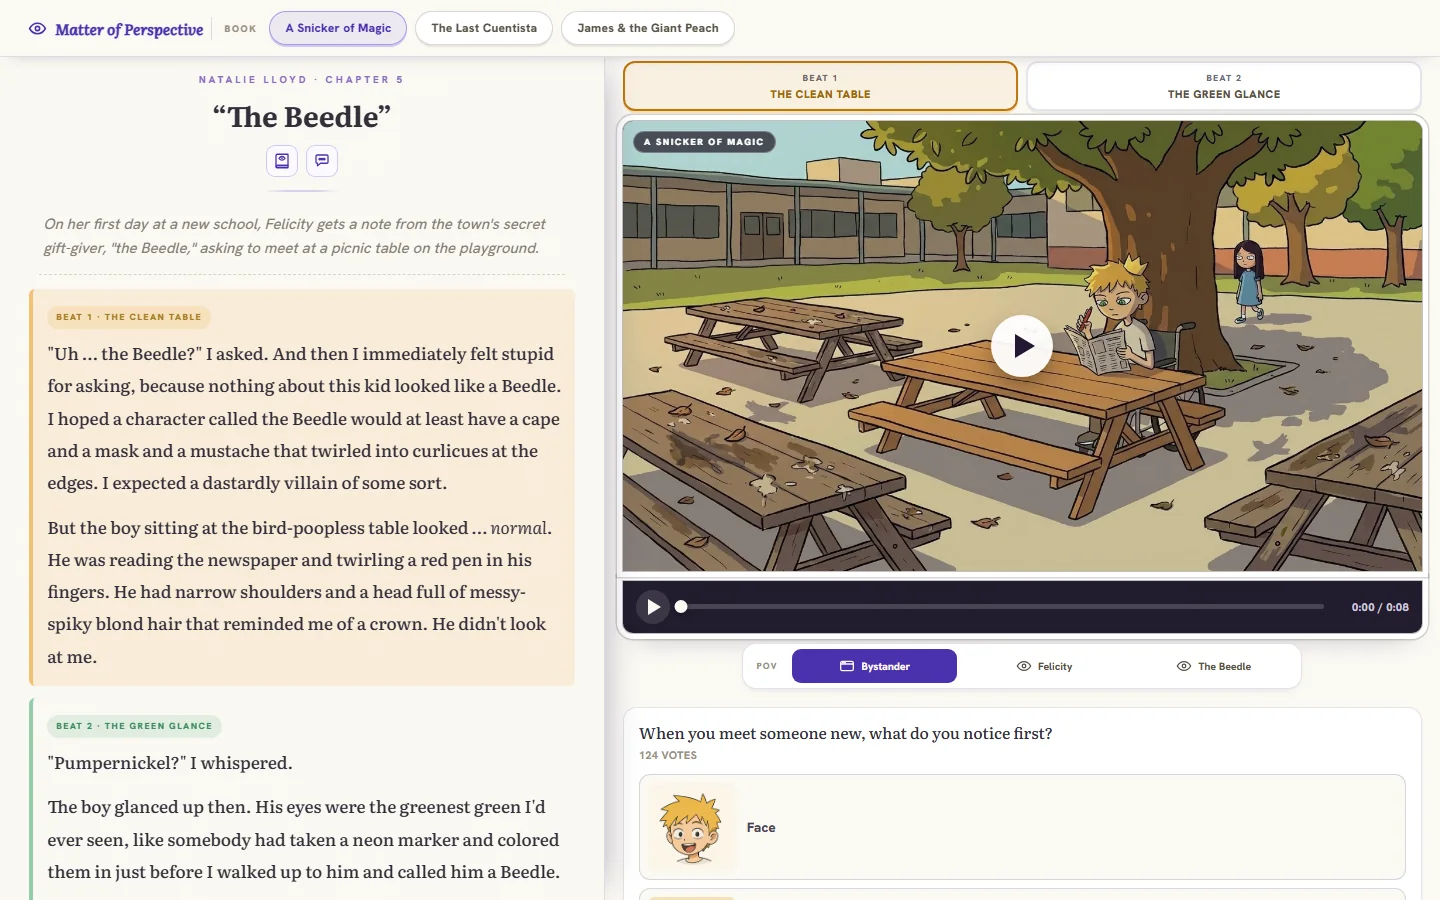 Matter of Perspective
BOOK
A Snicker of Magic
The Last Cuentista
James & the Giant Peach
NATALIE LLOYD · CHAPTER 5
“The Beedle”
On her first day at a new school, Felicity gets a note from the town's secret
gift-giver, "the Beedle," asking to meet at a picnic table on the playground.
BEAT 1 · THE CLEAN TABLE
"Uh ... the Beedle?" I asked. And then I immediately felt stupid
for asking, because nothing about this kid looked like a Beedle.
I hoped a character called the Beedle would at least have a cape
and a mask and a mustache that twirled into curlicues at the
edges. I expected a dastardly villain of some sort.
But the boy sitting at the bird-poopless table looked ... normal.
He was reading the newspaper and twirling a red pen in his
fingers. He had narrow shoulders and a head full of messy-
spiky blond hair that reminded me of a crown. He didn't look
at me.
BEAT 2 · THE GREEN GLANCE
"Pumpernickel?" I whispered.
The boy glanced up then. His eyes were the greenest green I'd
ever seen, like somebody had taken a neon marker and colored
them in just before I walked up to him and called him a Beedle.
BEAT 1
THE CLEAN TABLE
BEAT 2
THE GREEN GLANCE
A SNICKER OF MAGIC
0:00 / 0:08
POV
Bystander
Felicity
The Beedle
When you meet someone new, what do you notice first?
124 VOTES
Face